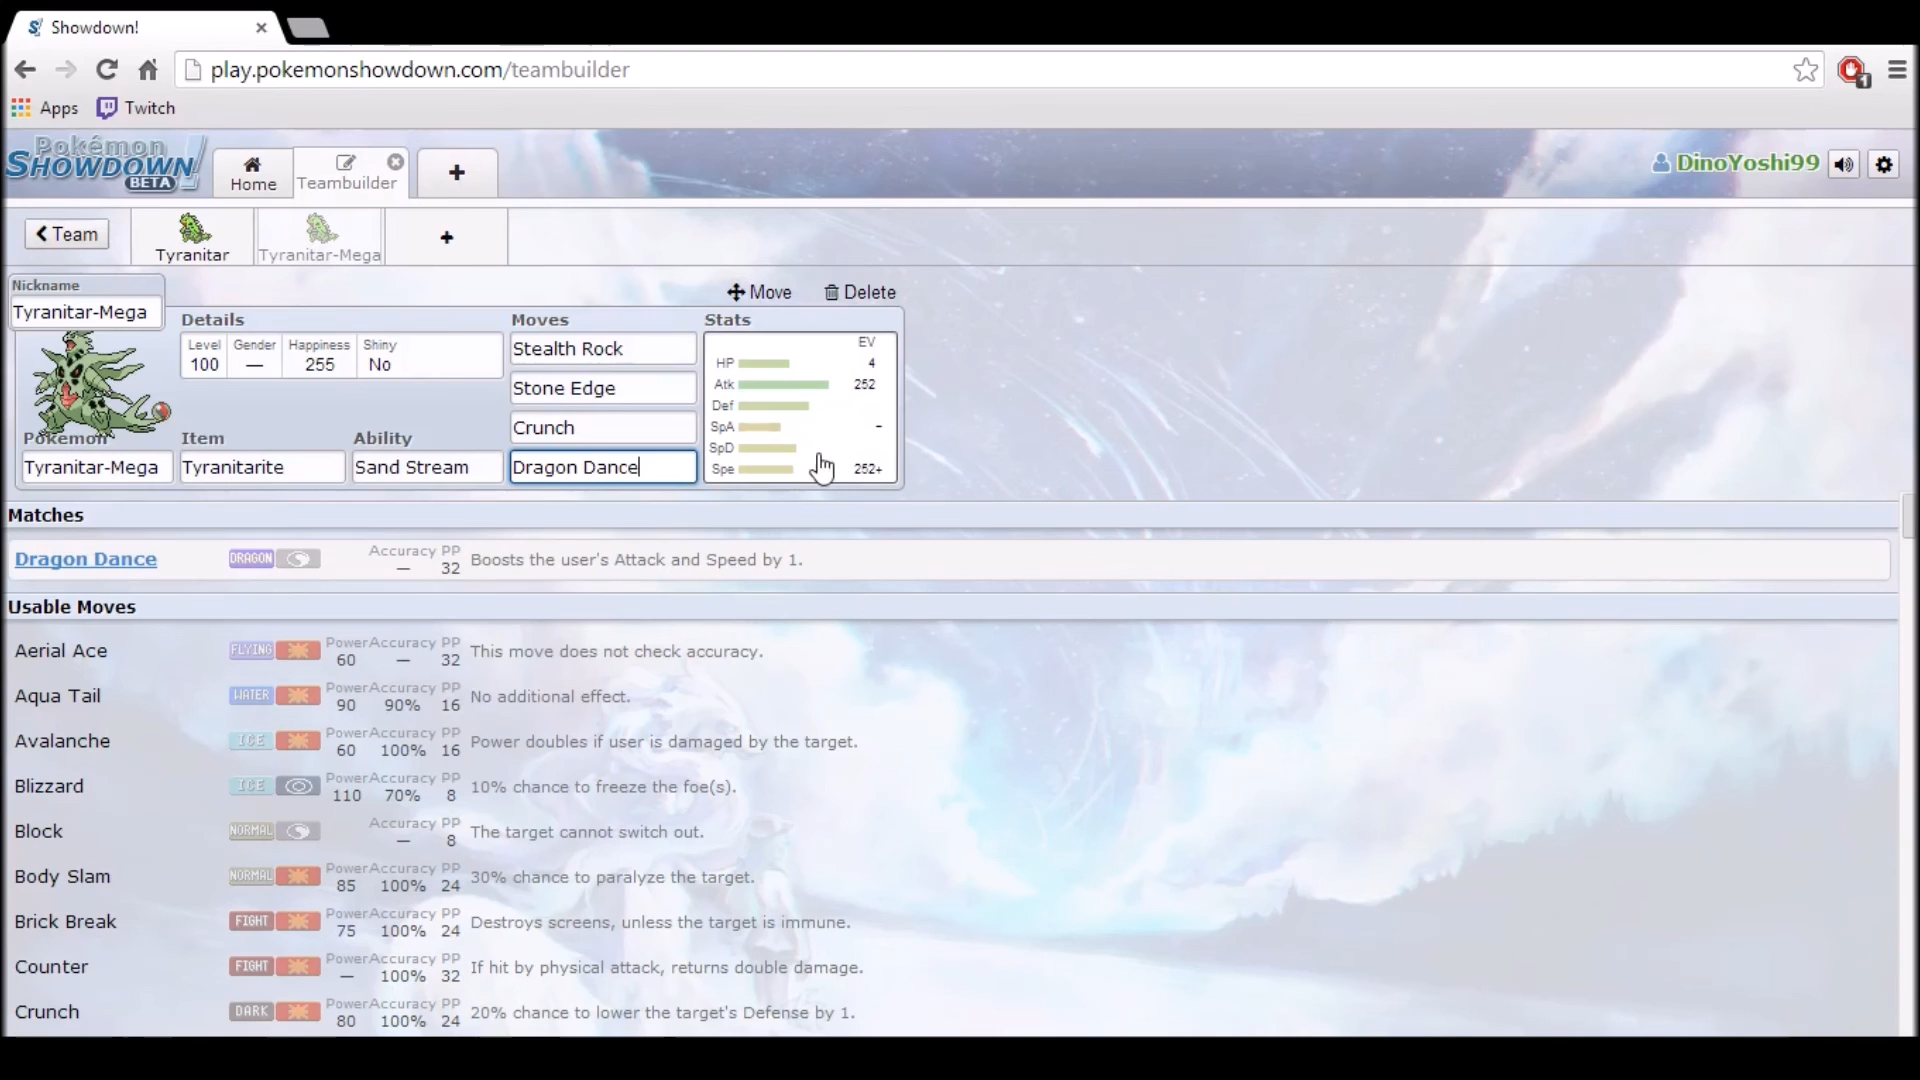 Showdown!
play.pokemonshowdown.com/teambuilder
1
Apps Twitch
Pokémon
SHOWDOWN!
BETA
Home
Teambuilder
+
DinoYoshi99
Team
Tyranitar
Tyranitar-Mega
+
Nickname
Tyranitar-Mega
Move Delete
Details Moves Stats
Level Gender Happiness Shiny
100 — 255 No
Stealth Rock
Stone Edge
Crunch
Dragon Dance
EV
HP 4
Atk 252
Def
SpA -
SpD
Spe 252+
Pokemon Item Ability
Tyranitar-Mega Tyranitarite Sand Stream
Matches
Dragon Dance DRAGON Accuracy — PP 32 Boosts the user's Attack and Speed by 1.
Usable Moves
Aerial Ace FLYING Power 60 Accuracy — PP 32 This move does not check accuracy.
Aqua Tail WATER Power 90 Accuracy 90% PP 16 No additional effect.
Avalanche ICE Power 60 Accuracy 100% PP 16 Power doubles if user is damaged by the target.
Blizzard ICE Power 110 Accuracy 70% PP 8 10% chance to freeze the foe(s).
Block NORMAL Accuracy — PP 8 The target cannot switch out.
Body Slam NORMAL Power 85 Accuracy 100% PP 24 30% chance to paralyze the target.
Brick Break FIGHT Power 75 Accuracy 100% PP 24 Destroys screens, unless the target is immune.
Counter FIGHT Power — Accuracy 100% PP 32 If hit by physical attack, returns double damage.
Crunch DARK Power 80 Accuracy 100% PP 24 20% chance to lower the target's Defense by 1.